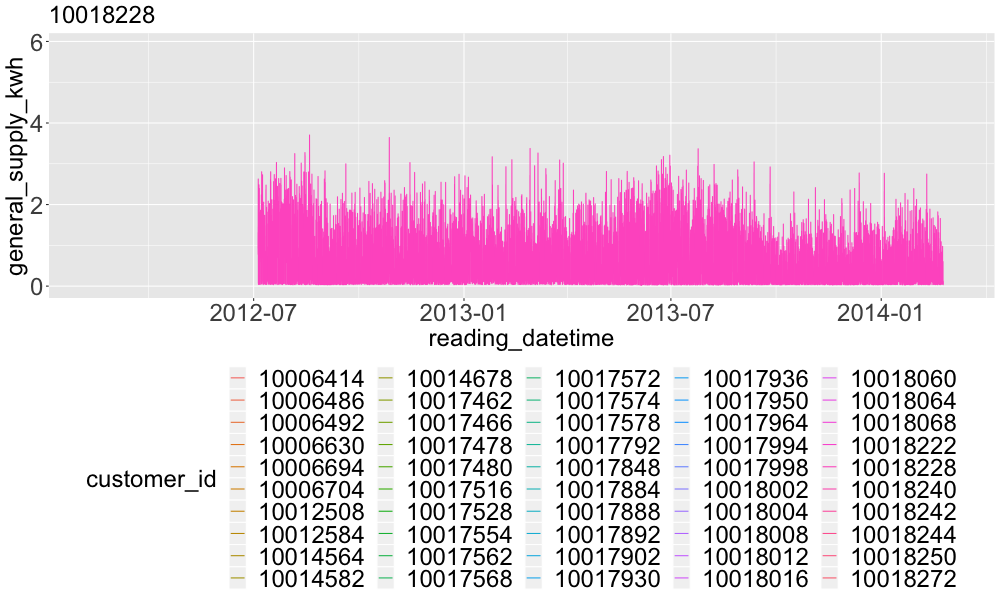 10018228
general_supply_kwh
6
4
2
0
2012-07 2013-01 2013-07 2014-01
reading_datetime
customer_id
10006414 10014678 10017572 10017936 10018060
10006486 10017462 10017574 10017950 10018064
10006492 10017466 10017578 10017964 10018068
10006630 10017478 10017792 10017994 10018222
10006694 10017480 10017848 10017998 10018228
10006704 10017516 10017884 10018002 10018240
10012508 10017528 10017888 10018004 10018242
10012584 10017554 10017892 10018008 10018244
10014564 10017562 10017902 10018012 10018250
10014582 10017568 10017930 10018016 10018272